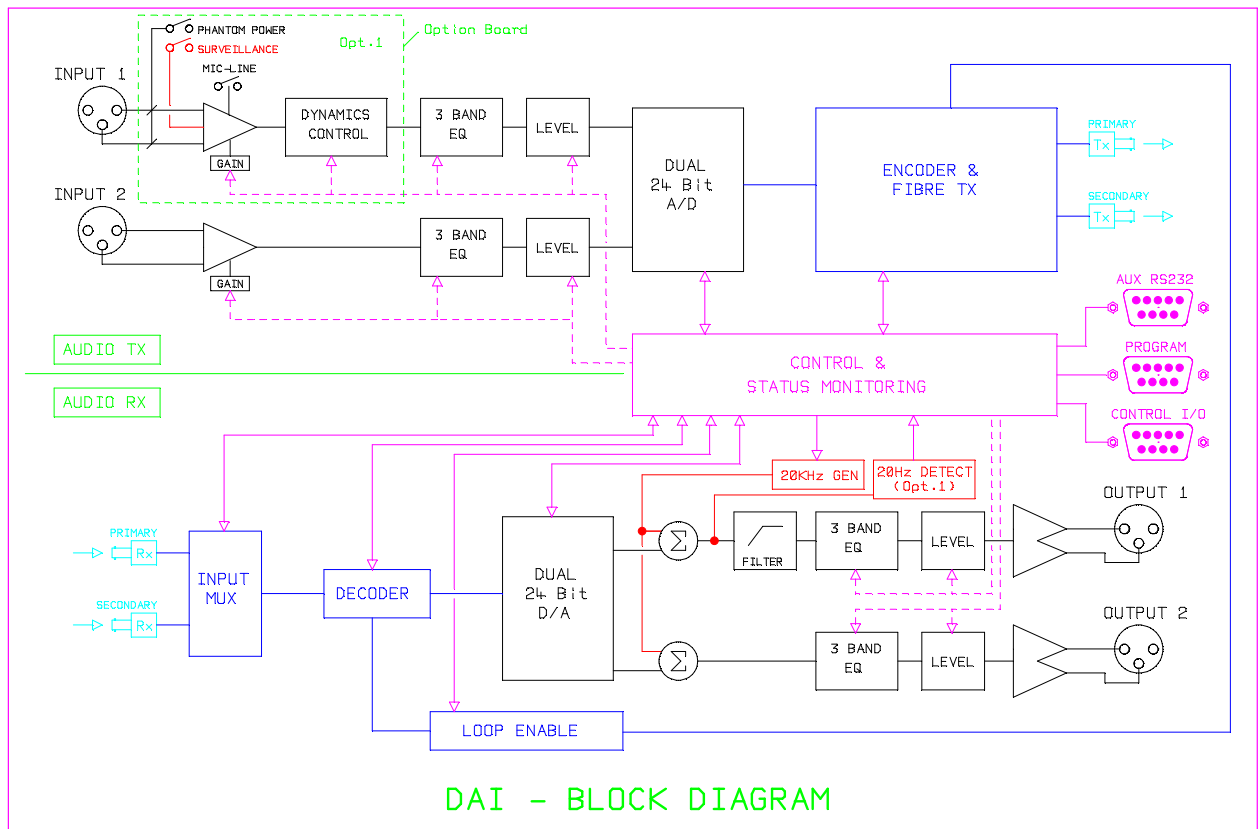 PHANTOM POWER
SURVEILLANCE
MIC-LINE
Opt.1
Option Board
INPUT 1
DYNAMICS
CONTROL
3 BAND
EQ
LEVEL
GAIN
DUAL
24 Bit
A/D
ENCODER &
FIBRE TX
PRIMARY
Tx
SECONDARY
Tx
INPUT 2
3 BAND
EQ
LEVEL
GAIN
AUX RS232
PROGRAM
CONTROL I/O
AUDIO TX
AUDIO RX
CONTROL &
STATUS MONITORING
20KHz GEN
20Hz DETECT
(Opt.1)
PRIMARY
Rx
SECONDARY
Rx
INPUT
MUX
DECODER
DUAL
24 Bit
D/A
Σ
FILTER
3 BAND
EQ
LEVEL
OUTPUT 1
Σ
3 BAND
EQ
LEVEL
OUTPUT 2
LOOP ENABLE
DAI - BLOCK DIAGRAM